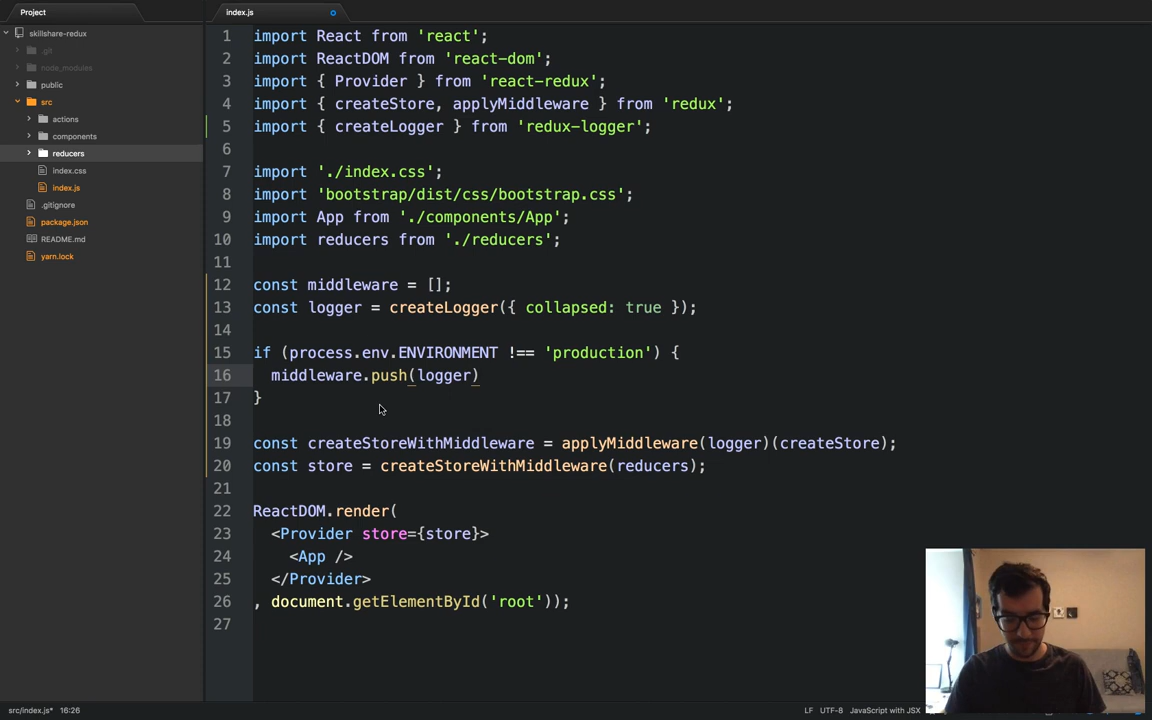 Project
index.js
skillshare-redux
.git
node_modules
public
src
actions
components
reducers
index.css
index.js
.gitignore
package.json
README.md
yarn.lock
1 import React from 'react';
2 import ReactDOM from 'react-dom';
3 import { Provider } from 'react-redux';
4 import { createStore, applyMiddleware } from 'redux';
5 import { createLogger } from 'redux-logger';
6
7 import './index.css';
8 import 'bootstrap/dist/css/bootstrap.css';
9 import App from './components/App';
10 import reducers from './reducers';
11
12 const middleware = [];
13 const logger = createLogger({ collapsed: true });
14
15 if (process.env.ENVIRONMENT !== 'production') {
16 middleware.push(logger)
17 }
18
19 const createStoreWithMiddleware = applyMiddleware(logger)(createStore);
20 const store = createStoreWithMiddleware(reducers);
21
22 ReactDOM.render(
23 <Provider store={store}>
24 <App />
25 </Provider>
26 , document.getElementById('root'));
27
src/index.js* 16:26 LF UTF-8 JavaScript with JSX